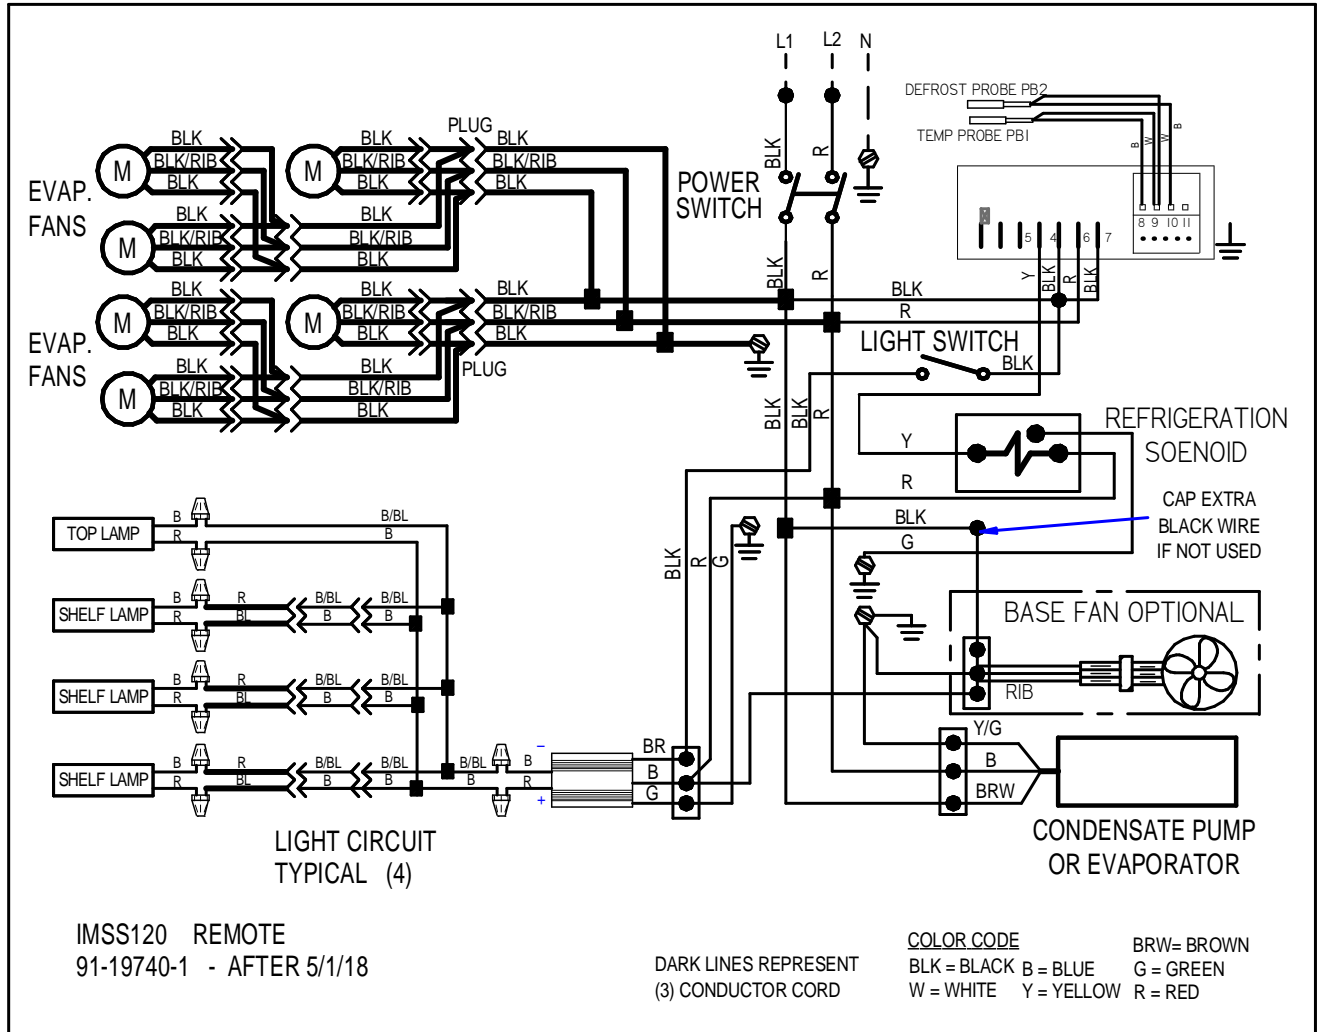 L1 L2 N
DEFROST PROBE PB2
TEMP PROBE PB1
B W W B
8 9 10 11
5 4 6 7
Y BLK R BLK
POWER
SWITCH
BLK R
BLK R
PLUG
BLK BLK BLK
BLK/RIB BLK/RIB BLK/RIB
BLK BLK BLK
M M
EVAP.
FANS
BLK BLK
M BLK/RIB BLK/RIB
BLK BLK
BLK BLK BLK
BLK/RIB BLK/RIB BLK/RIB
BLK BLK BLK
M M
EVAP.
FANS
PLUG
BLK BLK
M BLK/RIB BLK/RIB
BLK BLK
BLK
R
LIGHT SWITCH
BLK
BLK BLK R
Y
R
BLK
G
REFRIGERATION
SOENOID
CAP EXTRA
BLACK WIRE
IF NOT USED
BLK R G
TOP LAMP B R B/BL B
SHELF LAMP B R R BL B/BL B B/BL B
SHELF LAMP B R R BL B/BL B B/BL B
SHELF LAMP B R R BL B/BL B B/BL B B/BL B B R
− +
BR
B
G
BASE FAN OPTIONAL
RIB
Y/G
B
BRW
CONDENSATE PUMP
OR EVAPORATOR
LIGHT CIRCUIT
TYPICAL (4)
IMSS120 REMOTE
91-19740-1 - AFTER 5/1/18
DARK LINES REPRESENT
(3) CONDUCTOR CORD
COLOR CODE
BLK = BLACK B = BLUE BRW= BROWN
W = WHITE Y = YELLOW G = GREEN
R = RED